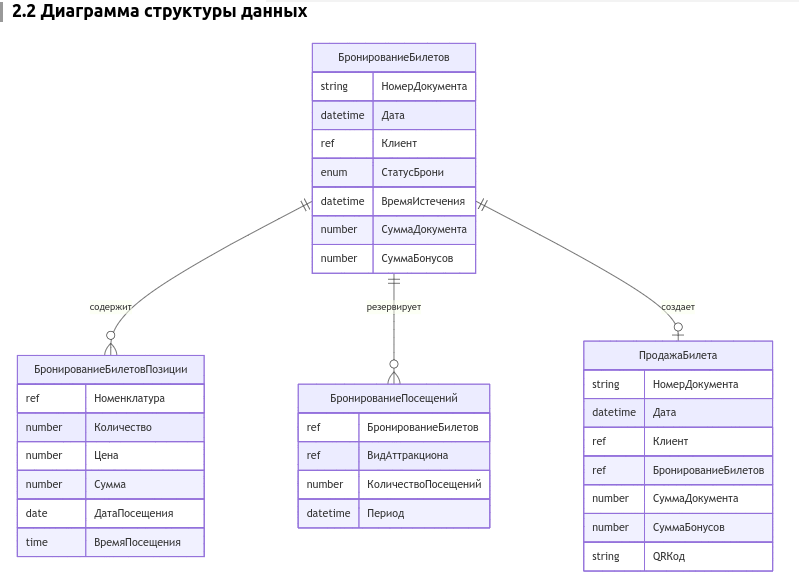 2.2 Диаграмма структуры данных
БронированиеБилетов
string НомерДокумента
datetime Дата
ref Клиент
enum СтатусБрони
datetime ВремяИстечения
number СуммаДокумента
number СуммаБонусов
содержит
резервирует
создает
БронированиеБилетовПозиции
ref Номенклатура
number Количество
number Цена
number Сумма
date ДатаПосещения
time ВремяПосещения
БронированиеПосещений
ref БронированиеБилетов
ref ВидАттракциона
number КоличествоПосещений
datetime Период
ПродажаБилета
string НомерДокумента
datetime Дата
ref Клиент
ref БронированиеБилетов
number СуммаДокумента
number СуммаБонусов
string QRКод